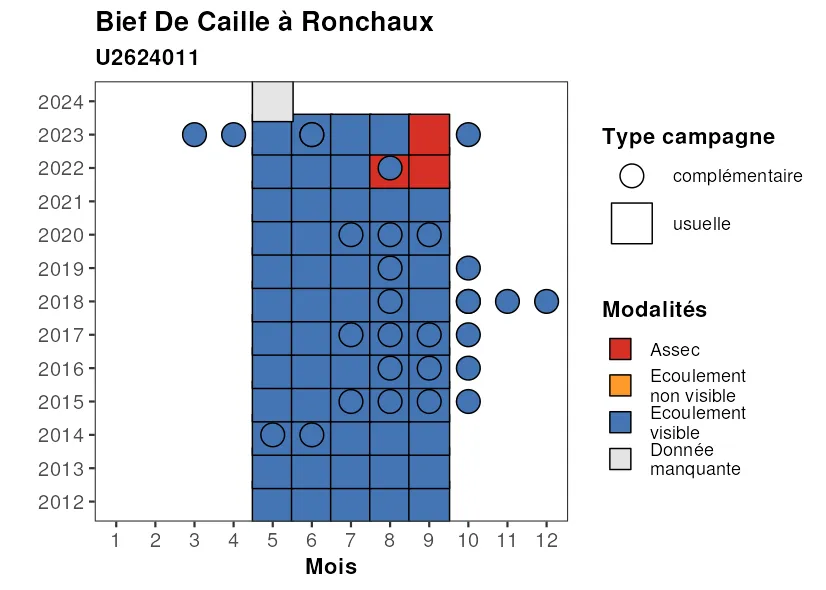 Bief De Caille à Ronchaux
U2624011
2024
2023
2022
2021
2020
2019
2018
2017
2016
2015
2014
2013
2012
1 2 3 4 5 6 7 8 9 10 11 12
Mois
Type campagne
complémentaire
usuelle
Modalités
Assec
Ecoulement
non visible
Ecoulement
visible
Donnée
manquante